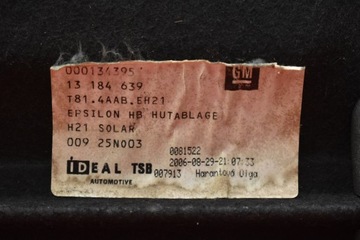 000134395
GM
13 184 639
T81.4AAB.EH21
EPSILON HB HUTABLAGE
H21 SOLAR
009 25N003
0081522
IDEAL TSB 2006-08-29-21:07:33
AUTOMOTIVE 007913 Harantová Olga